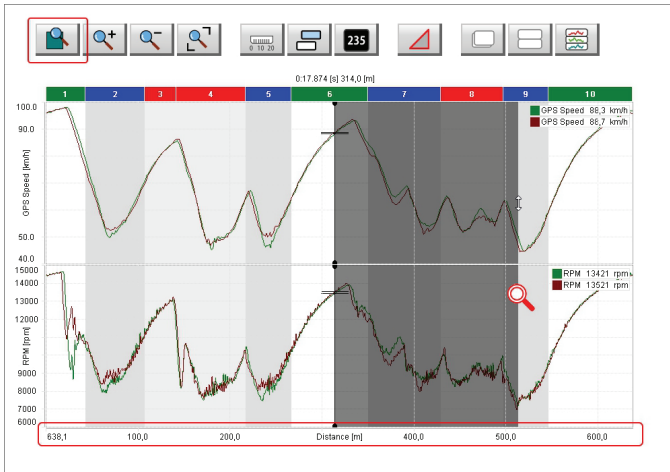 0 10 20
235
0:17.874 [s] 314,0 [m]
1 2 3 4 5 6 7 8 9 10
100.0
90.0
50.0
40.0
GPS Speed [km/h]
GPS Speed 88,3 km/h
GPS Speed 88,7 km/h
15000
14000
13000
12000
10000
9000
8000
7000
6000
RPM [rpm]
RPM 13421 rpm
RPM 13521 rpm
638,1 100,0 200,0 Distance [m] 400,0 500,0 600,0